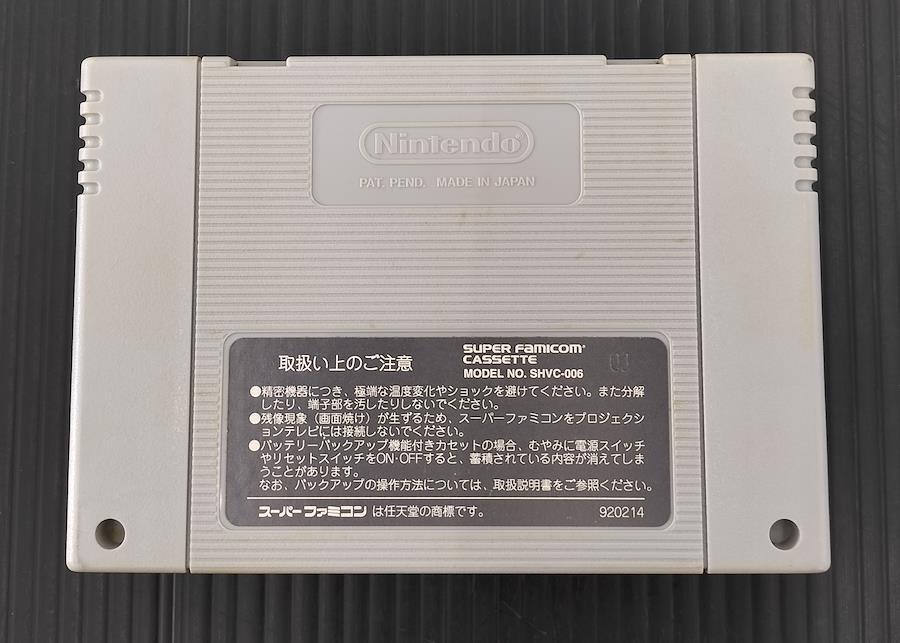 Nintendo®
PAT. PEND. MADE IN JAPAN
取扱い上のご注意
SUPER FAMICOM®
CASSETTE
MODEL NO. SHVC-006
●精密機器につき、極端な温度変化やショックを避けてください。また分解
したり、端子部を汚したりしないでください。
●残像現象（画面焼け）が生ずるため、スーパーファミコンをプロジェクシ
ョンテレビには接続しないでください。
●バッテリーバックアップ機能付きカセットの場合、むやみに電源スイッチ
やリセットスイッチをON・OFFすると、蓄積されている内容が消えてしま
うことがあります。
なお、バックアップの操作方法については、取扱説明書をご参照ください。
スーパーファミコン は任天堂の商標です。
920214